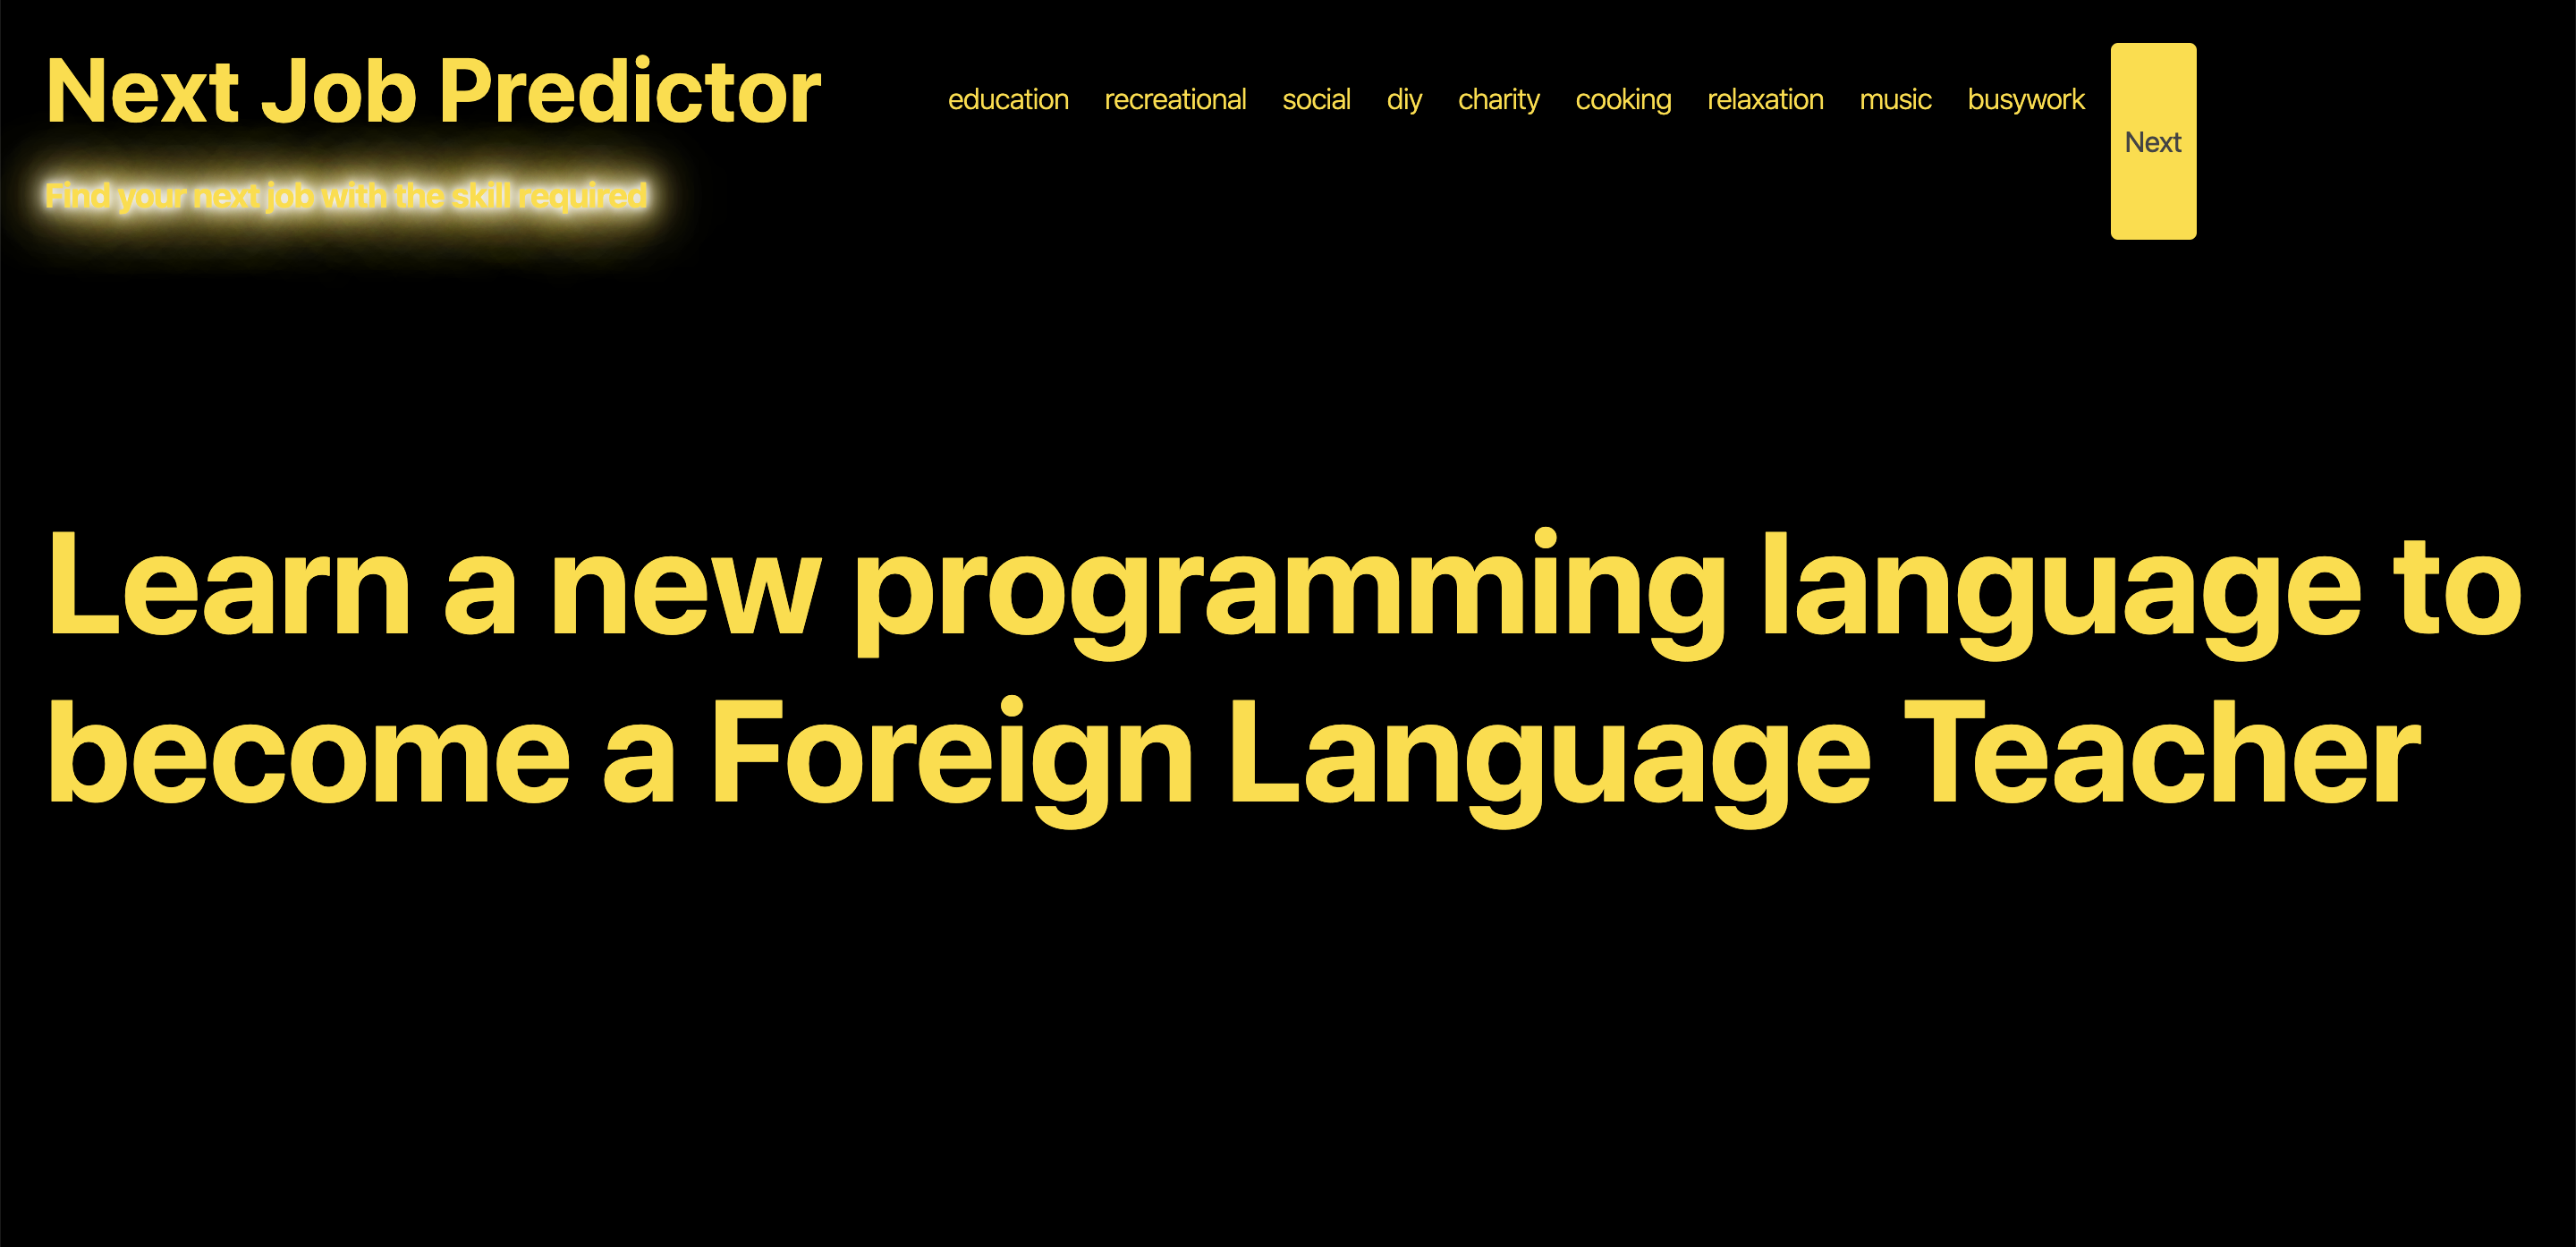 Next Job Predictor
education recreational social diy charity cooking relaxation music busywork
Next
Find your next job with the skill required
Learn a new programming language to
become a Foreign Language Teacher